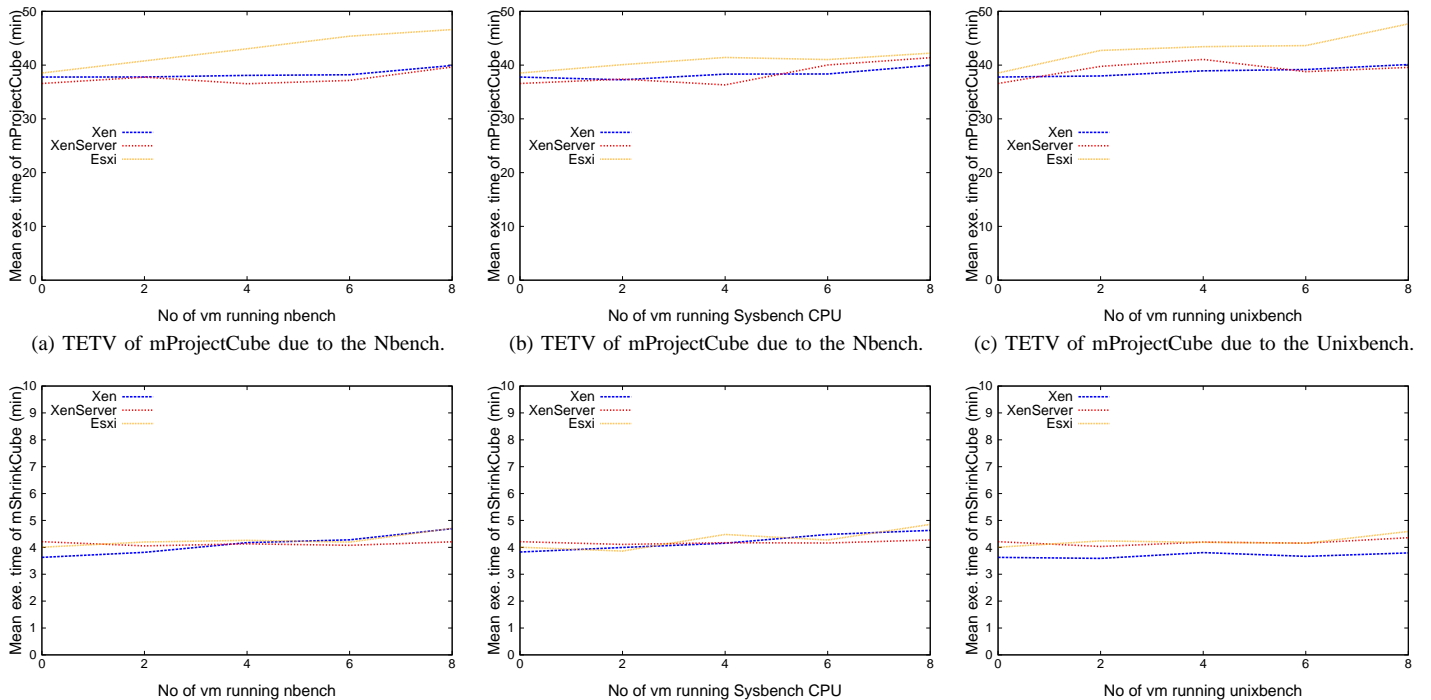 Mean exe. time of mProjectCube (min)
50
40
30
20
10
0
Xen
XenServer
Esxi
0 2 4 6 8
No of vm running nbench
(a) TETV of mProjectCube due to the Nbench.
Mean exe. time of mProjectCube (min)
50
40
30
20
10
0
Xen
XenServer
Esxi
0 2 4 6 8
No of vm running Sysbench CPU
(b) TETV of mProjectCube due to the Nbench.
Mean exe. time of mProjectCube (min)
50
40
30
20
10
0
Xen
XenServer
Esxi
0 2 4 6 8
No of vm running unixbench
(c) TETV of mProjectCube due to the Unixbench.
Mean exe. time of mShrinkCube (min)
10
9
8
7
6
5
4
3
2
1
0
Xen
XenServer
Esxi
0 2 4 6 8
No of vm running nbench
Mean exe. time of mShrinkCube (min)
10
9
8
7
6
5
4
3
2
1
0
Xen
XenServer
Esxi
0 2 4 6 8
No of vm running Sysbench CPU
Mean exe. time of mShrinkCube (min)
10
9
8
7
6
5
4
3
2
1
0
Xen
XenServer
Esxi
0 2 4 6 8
No of vm running unixbench